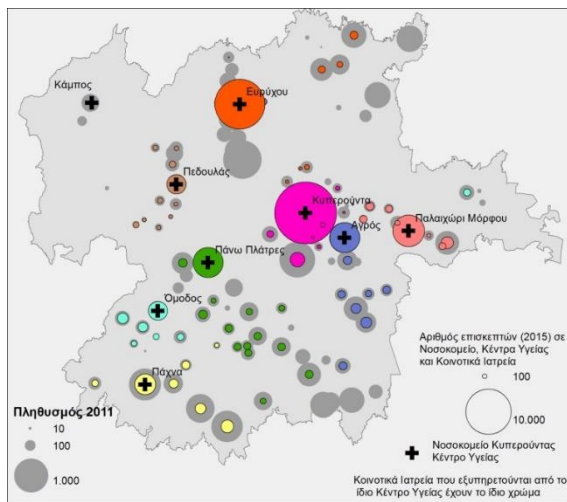 Κάμπος
Ευρύχου
Πεδουλάς
Κυπερούντα
Παλαιχώρι Μόρφου
Αγρός
Πάνω Πλάτρες
Όμοδος
Πάχνα
Πληθυσμός 2011
10
100
1.000
Αριθμός επισκεπτών (2015) σε
Νοσοκομείο, Κέντρα Υγείας
και Κοινοτικά Ιατρεία
100
10.000
Νοσοκομείο Κυπερούντας
Κέντρο Υγείας
Κοινοτικά Ιατρεία που εξυπηρετούνται από το
ίδιο Κέντρο Υγείας έχουν το ίδιο χρώμα